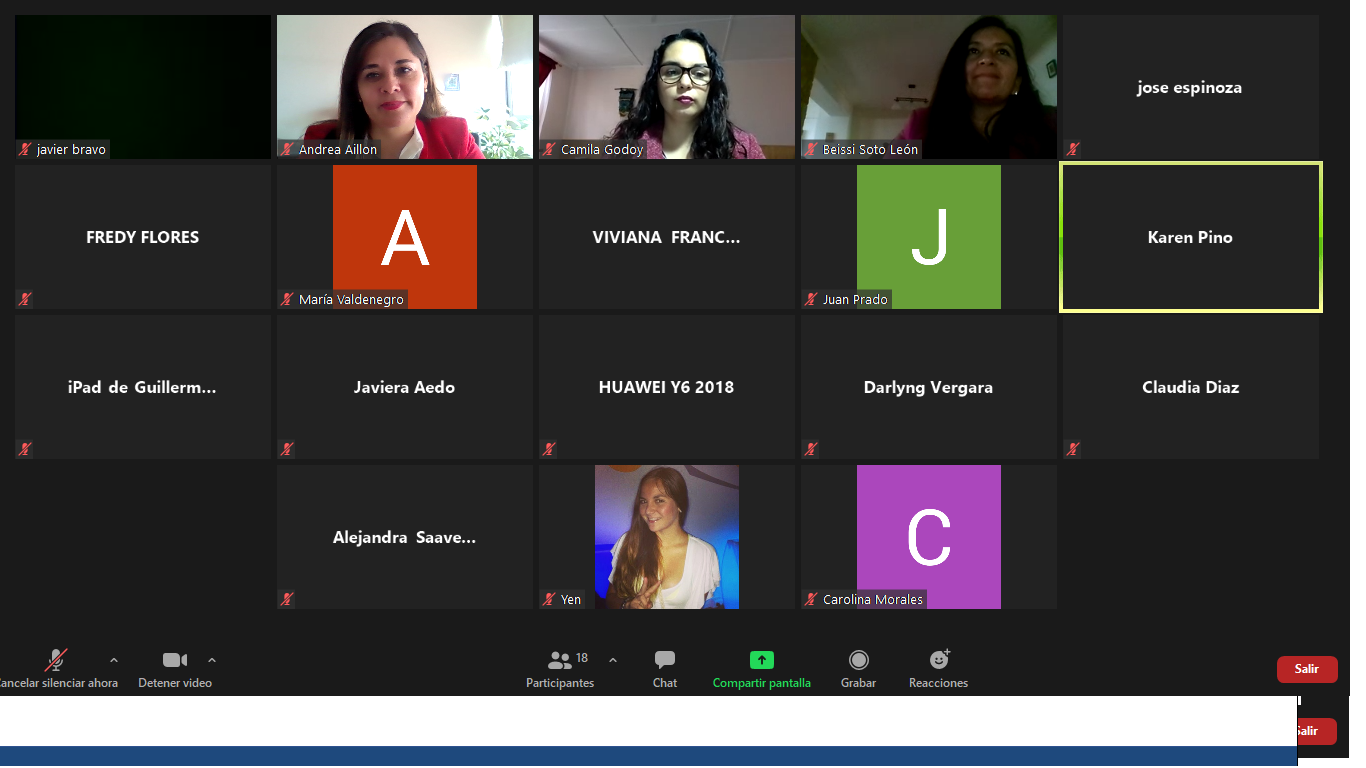 javier bravo
Andrea Aillon
Camila Godoy
Beissi Soto León
jose espinoza
FREDY FLORES
A
María Valdenegro
VIVIANA FRANC...
J
Juan Prado
Karen Pino
iPad de Guillerm...
Javiera Aedo
HUAWEI Y6 2018
Darlyng Vergara
Claudia Diaz
Alejandra Saave...
Yen
C
Carolina Morales
18
ancelar silenciar ahora
Detener video
Participantes
Chat
Compartir pantalla
Grabar
Reacciones
Salir
Salir